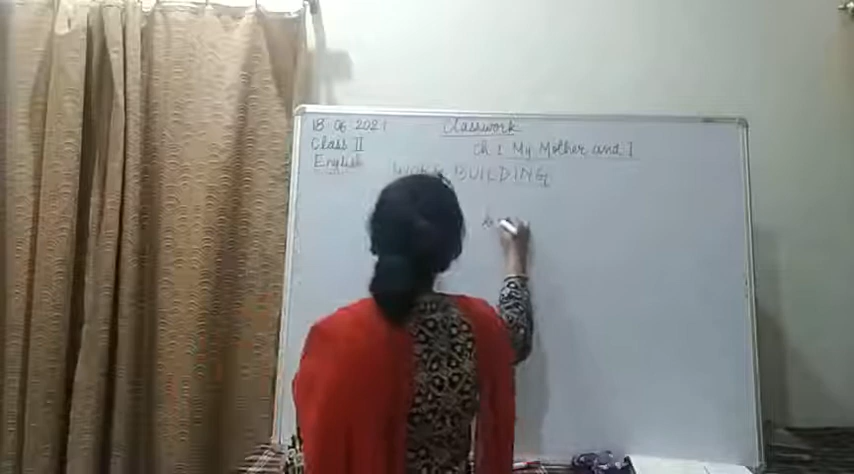 18.06.2021 Classwork
Class II Ch 1 My Mother and I
English
WORD BUILDING